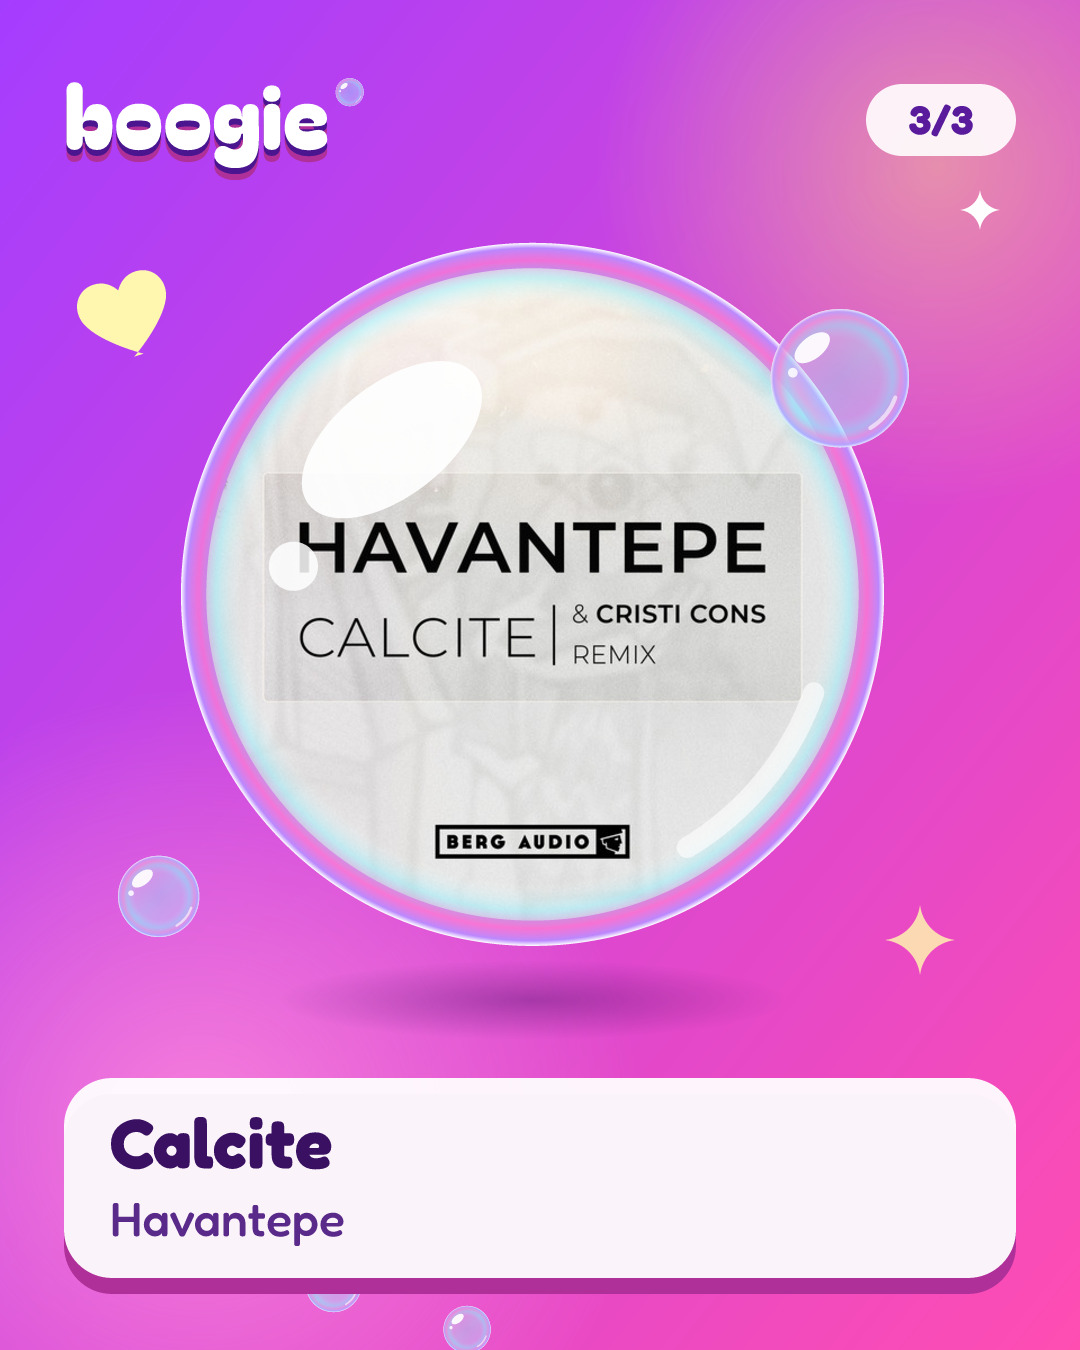 boogie
3/3
HAVANTEPE
CALCITE
& CRISTI CONS
REMIX
BERG AUDIO
Calcite
Havantepe